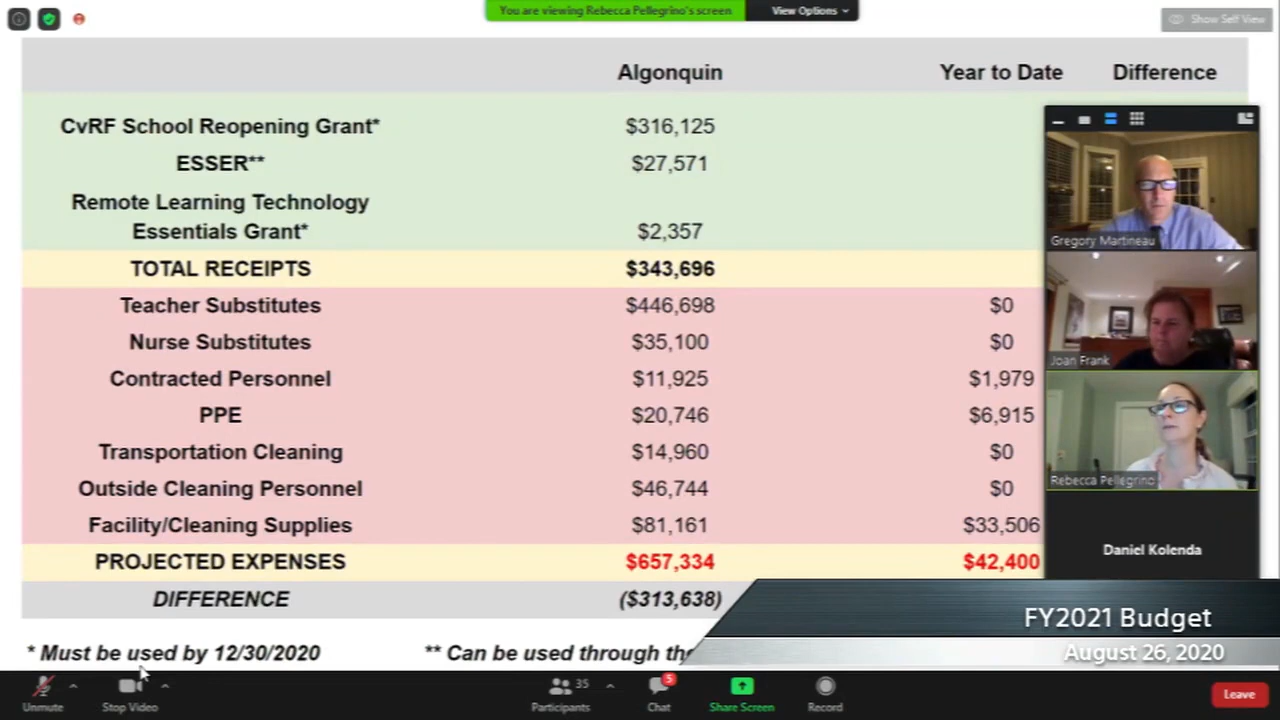 You are viewing Rebecca Pellegrino's screen
View Options
Show Self View
Algonquin Year to Date Difference
CvRF School Reopening Grant* $316,125
ESSER** $27,571
Remote Learning Technology
Essentials Grant* $2,357
TOTAL RECEIPTS $343,696
Teacher Substitutes $446,698 $0
Nurse Substitutes $35,100 $0
Contracted Personnel $11,925 $1,979
PPE $20,746 $6,915
Transportation Cleaning $14,960 $0
Outside Cleaning Personnel $46,744 $0
Facility/Cleaning Supplies $81,161 $33,506
PROJECTED EXPENSES $657,334 $42,400
DIFFERENCE ($313,638)
* Must be used by 12/30/2020 ** Can be used through the
Gregory Martineau
Joan Frank
Rebecca Pellegrino
Daniel Kolenda
FY2021 Budget
August 26, 2020
Unmute
Stop Video
35
Participants
5
Chat
Share Screen
Record
Leave